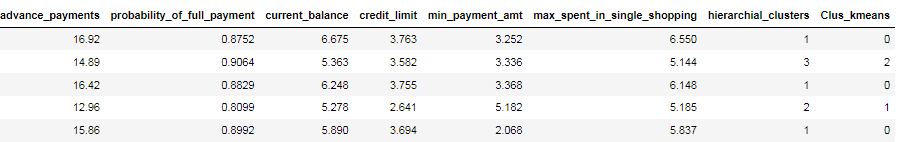 advance_payments probability_of_full_payment current_balance credit_limit min_payment_amt max_spent_in_single_shopping hierarchial_clusters Clus_kmeans
16.92 0.8752 6.675 3.763 3.252 6.550 1 0
14.89 0.9064 5.363 3.582 3.336 5.144 3 2
16.42 0.8829 6.248 3.755 3.368 6.148 1 0
12.96 0.8099 5.278 2.641 5.182 5.185 2 1
15.86 0.8992 5.890 3.694 2.068 5.837 1 0